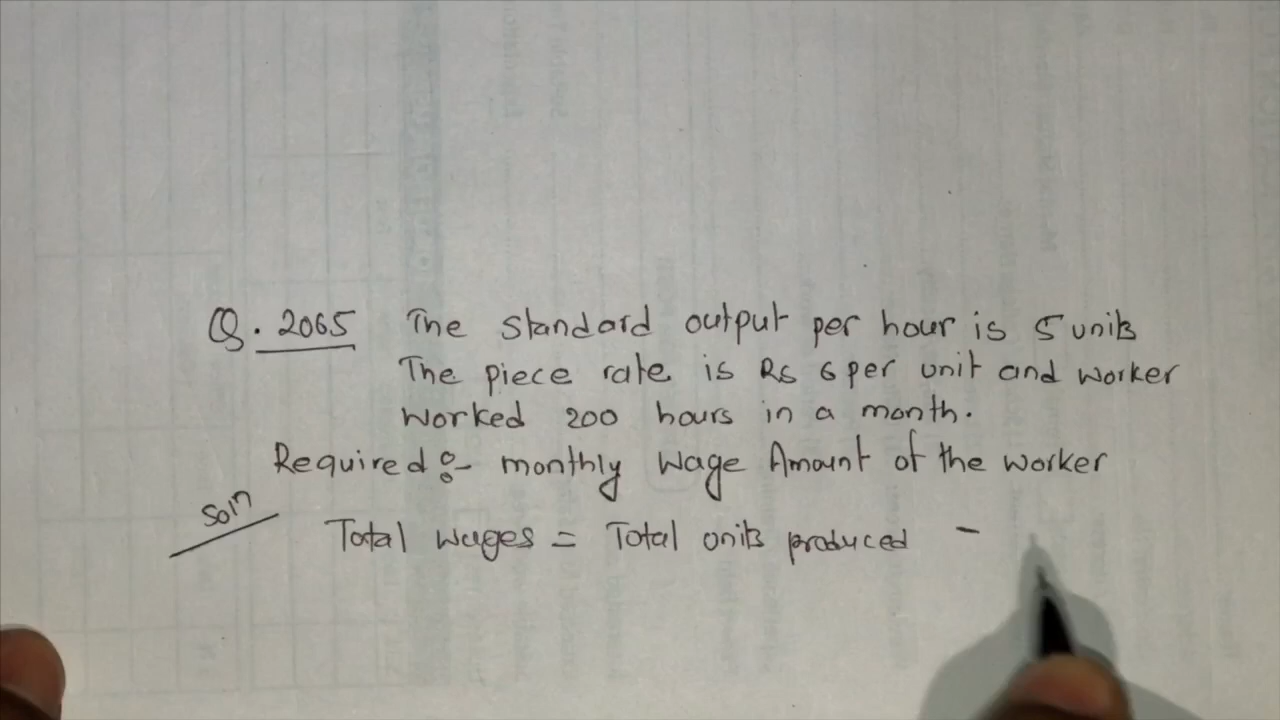 Q. 2065 The standard output per hour is 5 units
The piece rate is Rs 6 per unit and worker
worked 200 hours in a month.
Required :- monthly wage Amount of the worker
Soln
Total wages = Total units produced -